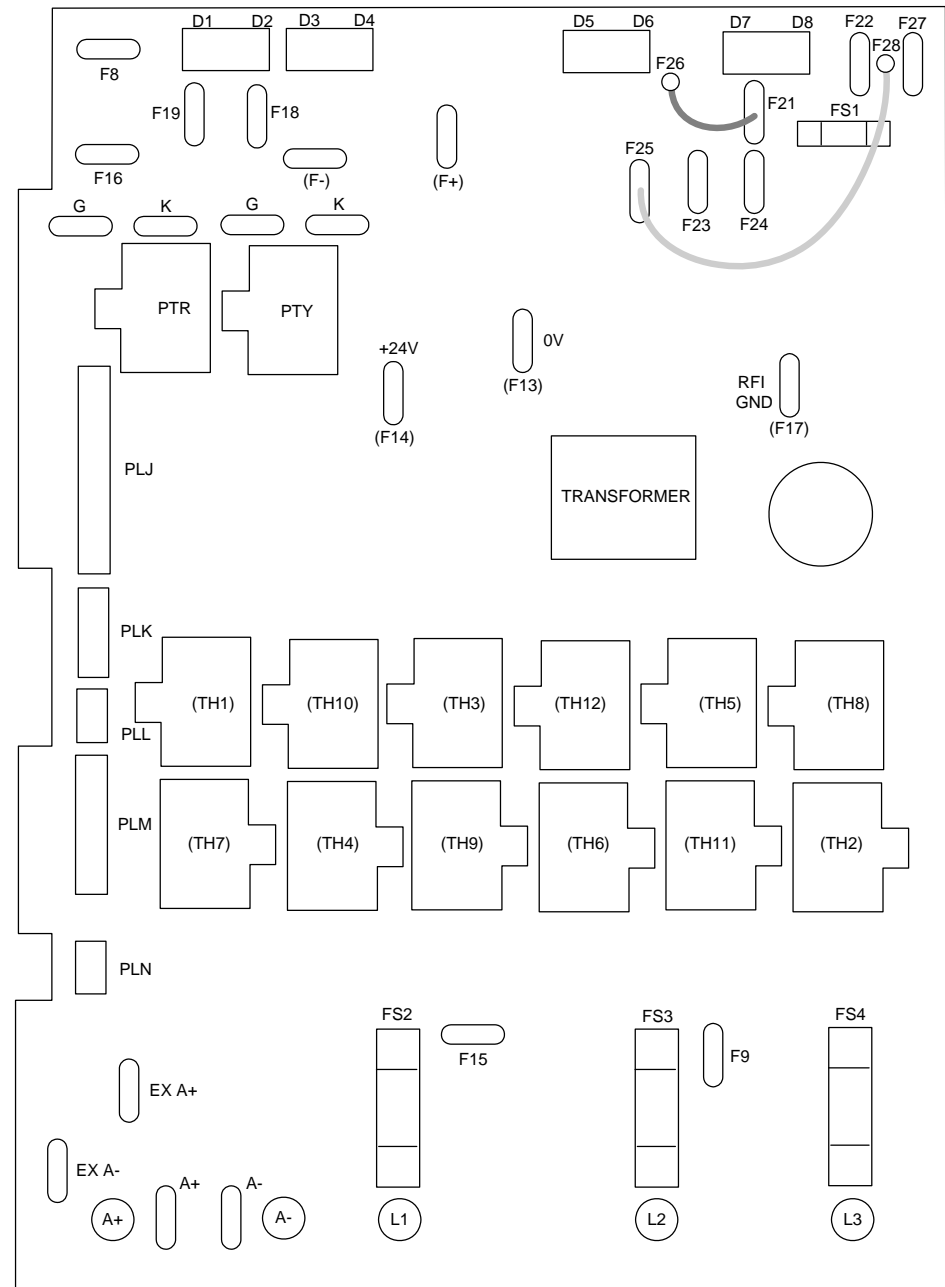 D1 D2 D3 D4 D5 D6 D7 D8 F22 F27
F8 F26 F28
F19 F18 F21 FS1
F16 (F-) (F+) F25
G K G K F23 F24
PTR PTY
+24V 0V
(F13)
RFI
GND
(F14) (F17)
PLJ
TRANSFORMER
PLK
(TH1) (TH10) (TH3) (TH12) (TH5) (TH8)
PLL
PLM
(TH7) (TH4) (TH9) (TH6) (TH11) (TH2)
PLN
FS2 FS3 FS4
F15 F9
EX A+
EX A-
A+ A-
A+ A- L1 L2 L3